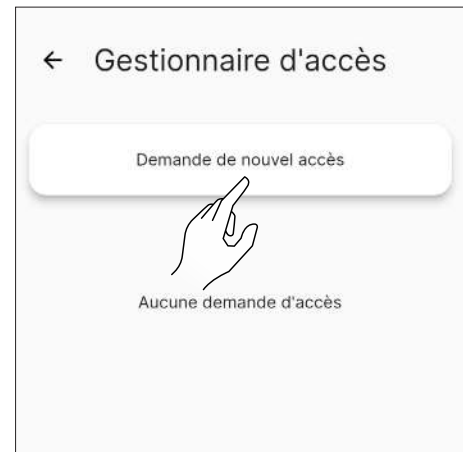 Gestionnaire d'accès
Demande de nouvel accès
Aucune demande d'accès